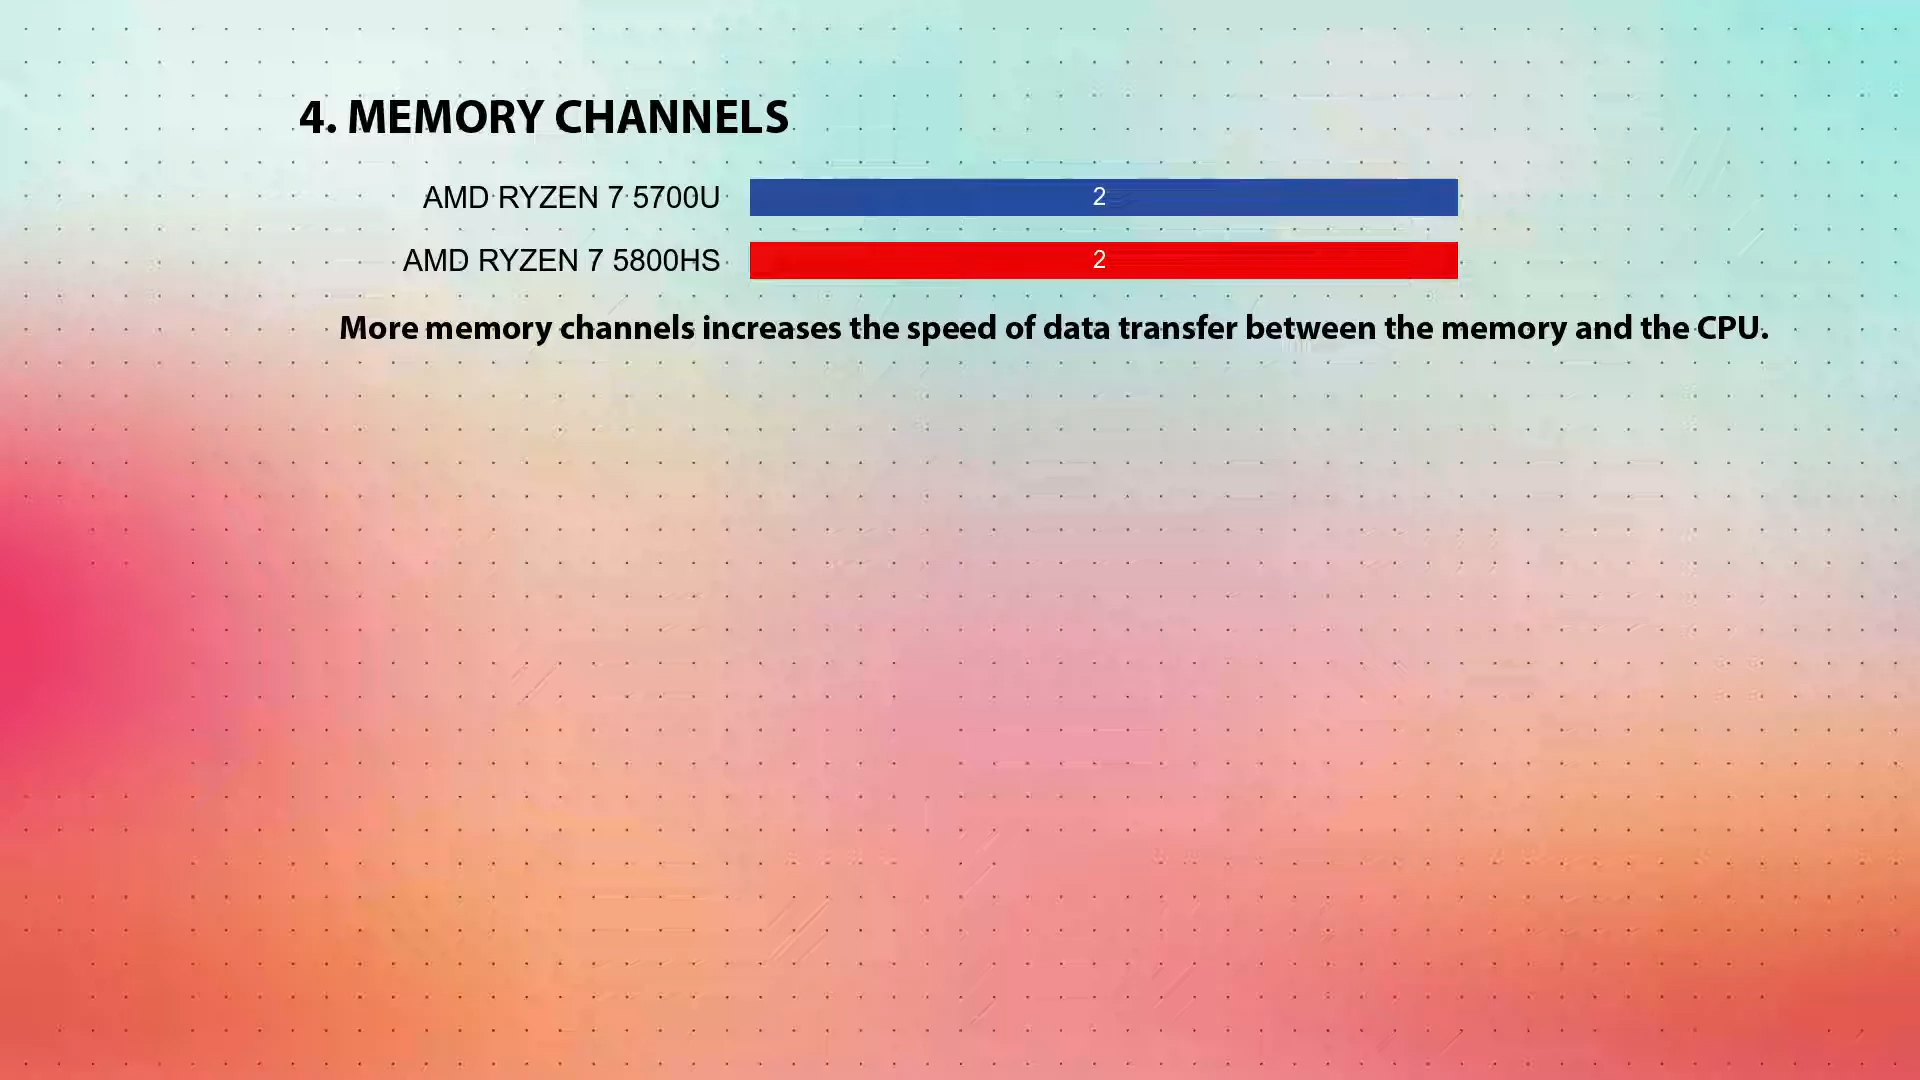 4. MEMORY CHANNELS
AMD RYZEN 7 5700U 2
AMD RYZEN 7 5800HS 2
More memory channels increases the speed of data transfer between the memory and the CPU.